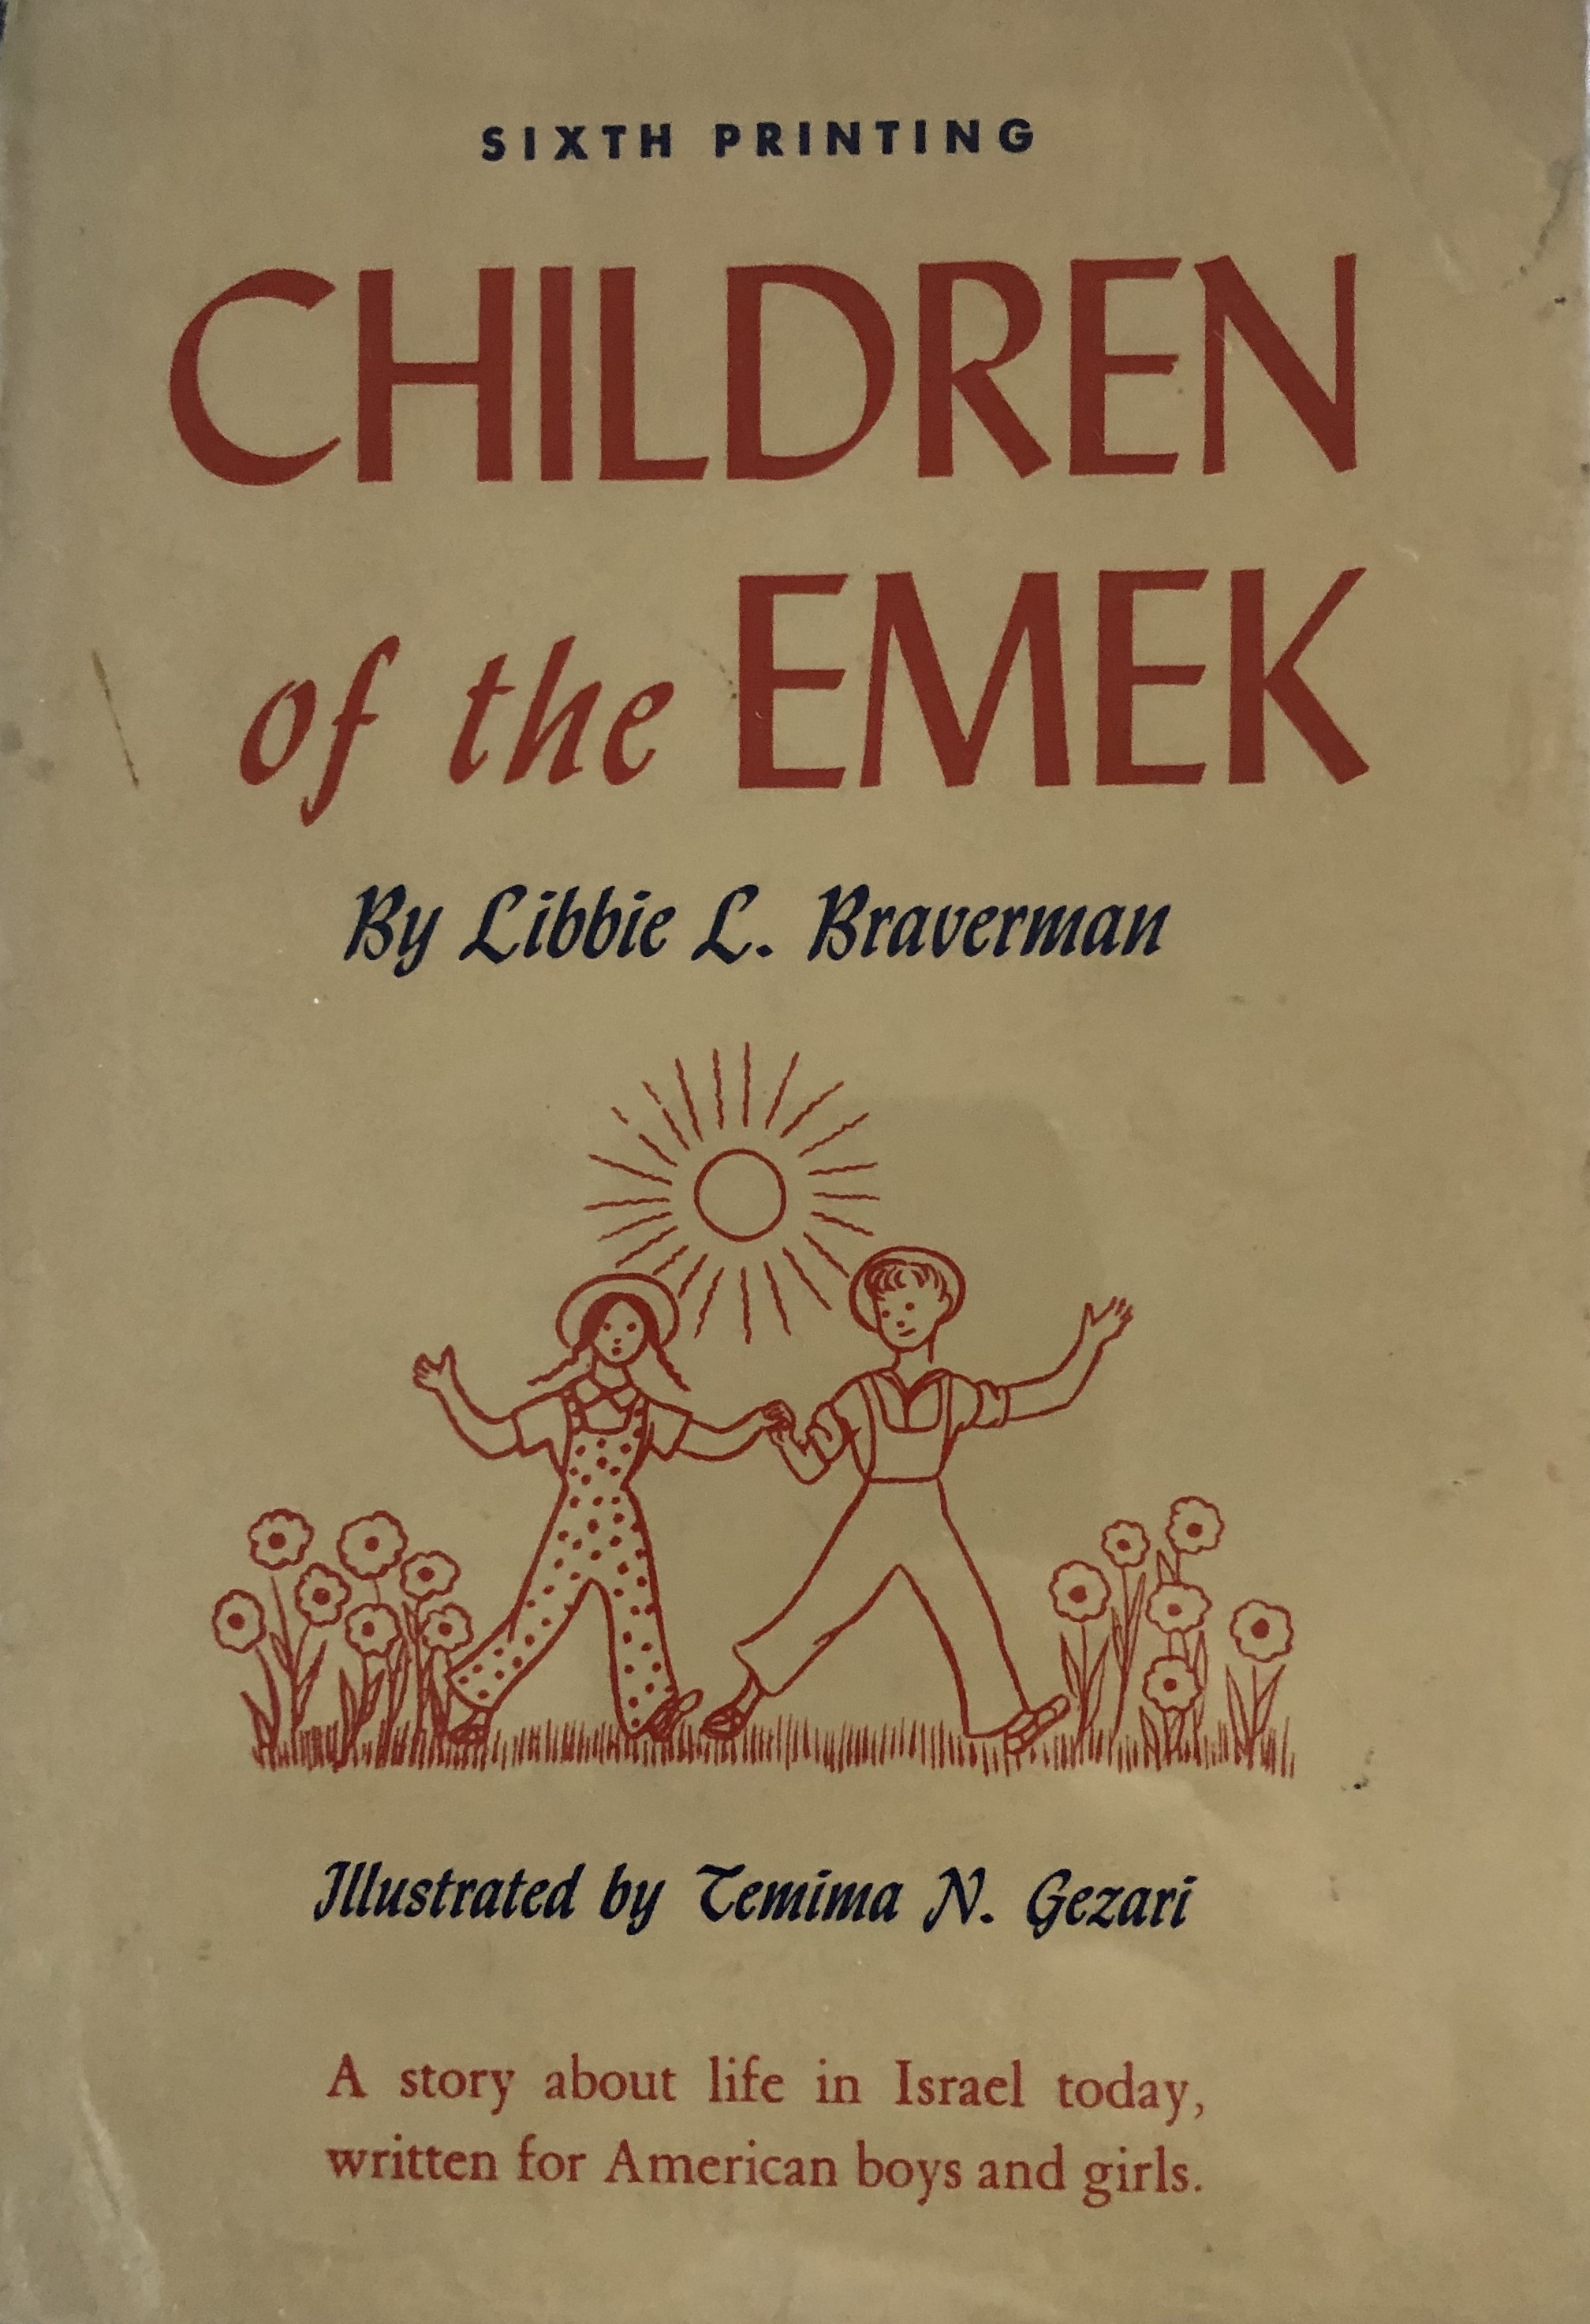 SIXTH PRINTING
CHILDREN
of the EMEK
By Libbie L. Braverman
Illustrated by Temima N. Gezari
A story about life in Israel today,
written for American boys and girls.